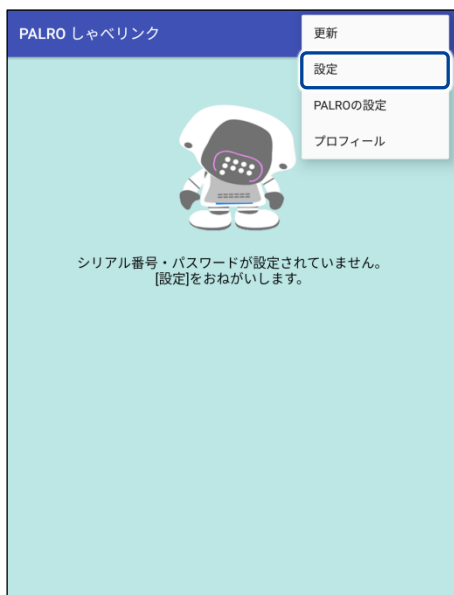 PALRO しゃべリンク
更新
設定
PALROの設定
プロフィール
シリアル番号・パスワードが設定されていません。
[設定]をおねがいします。